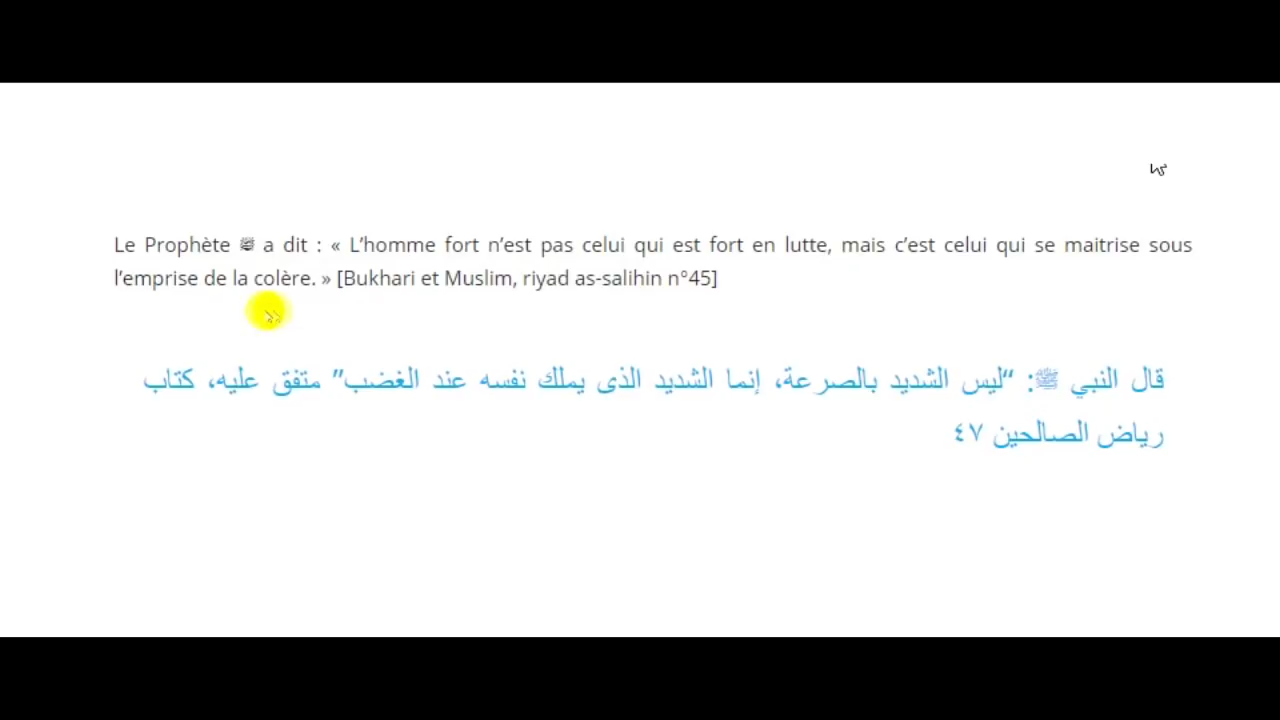 Le Prophète ﷺ a dit : « L’homme fort n’est pas celui qui est fort en lutte, mais c’est celui qui se maitrise sous
l’emprise de la colère. » [Bukhari et Muslim, riyad as-salihin n°45]
قال النبي ﷺ: “ليس الشديد بالصرعة، إنما الشديد الذى يملك نفسه عند الغضب” متفق عليه، كتاب
رياض الصالحين ٤٧